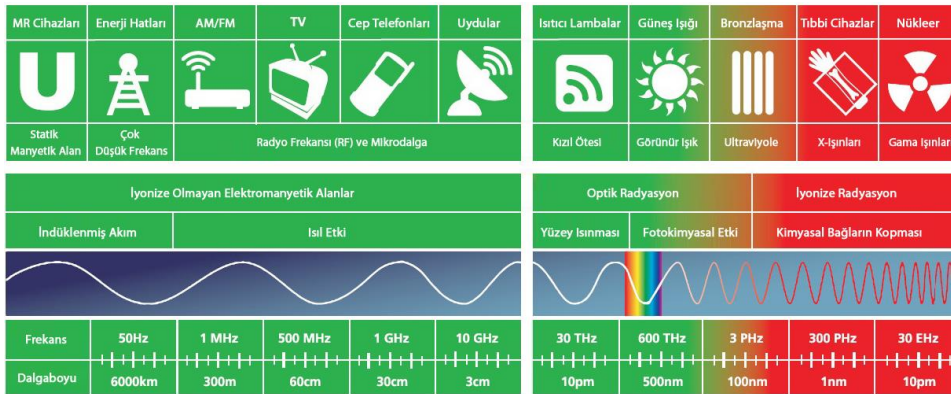 MR Cihazları Enerji Hatları AM/FM TV Cep Telefonları Uydular Isıtıcı Lambalar Güneş Işığı Bronzlaşma Tıbbi Cihazlar Nükleer
Statik Manyetik Alan
Çok Düşük Frekans
Radyo Frekansı (RF) ve Mikrodalga
Kızıl Ötesi Görünür Işık Ultraviyole X-Işınları Gama Işınlar
İyonize Olmayan Elektromanyetik Alanlar Optik Radyasyon İyonize Radyasyon
İndüklenmiş Akım Isıl Etki Yüzey Isınması Fotokimyasal Etki Kimyasal Bağların Kopması
Frekans 50Hz 1 MHz 500 MHz 1 GHz 10 GHz 30 THz 600 THz 3 PHz 300 PHz 30 EHz
Dalgaboyu 6000km 300m 60cm 30cm 3cm 10pm 500nm 100nm 1nm 10pm